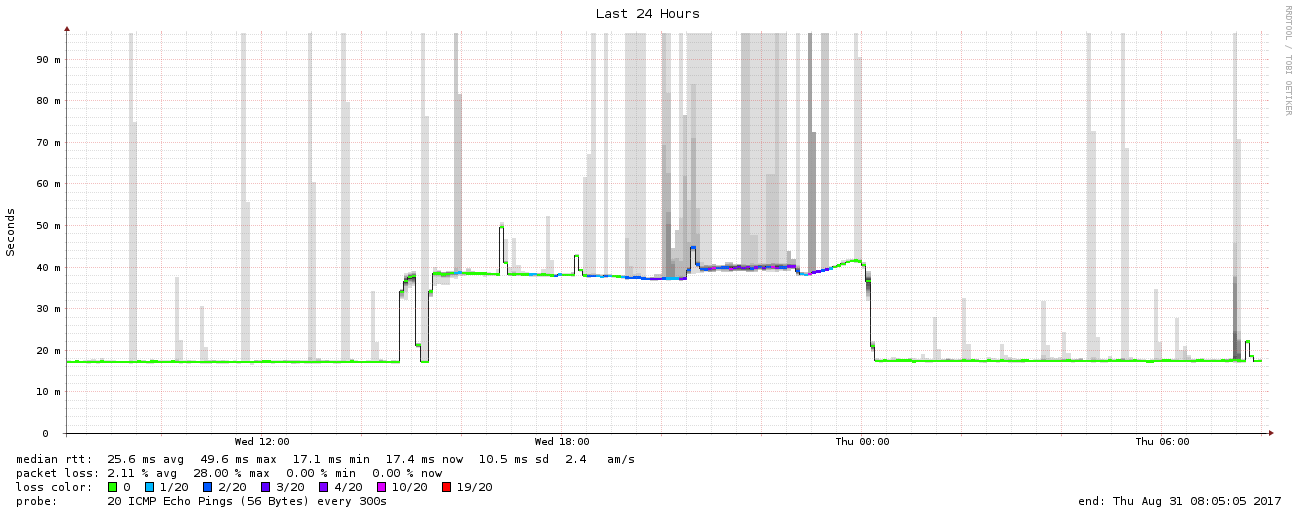 Last 24 Hours
RRDTOOL / TOBI OETIKER
Seconds
90 m
80 m
70 m
60 m
50 m
40 m
30 m
20 m
10 m
0
Wed 12:00 Wed 18:00 Thu 00:00 Thu 06:00
median rtt: 25.6 ms avg 49.6 ms max 17.1 ms min 17.4 ms now 10.5 ms sd 2.4 am/s
packet loss: 2.11 % avg 28.00 % max 0.00 % min 0.00 % now
loss color: 0 1/20 2/20 3/20 4/20 10/20 19/20
probe: 20 ICMP Echo Pings (56 Bytes) every 300s end: Thu Aug 31 08:05:05 2017